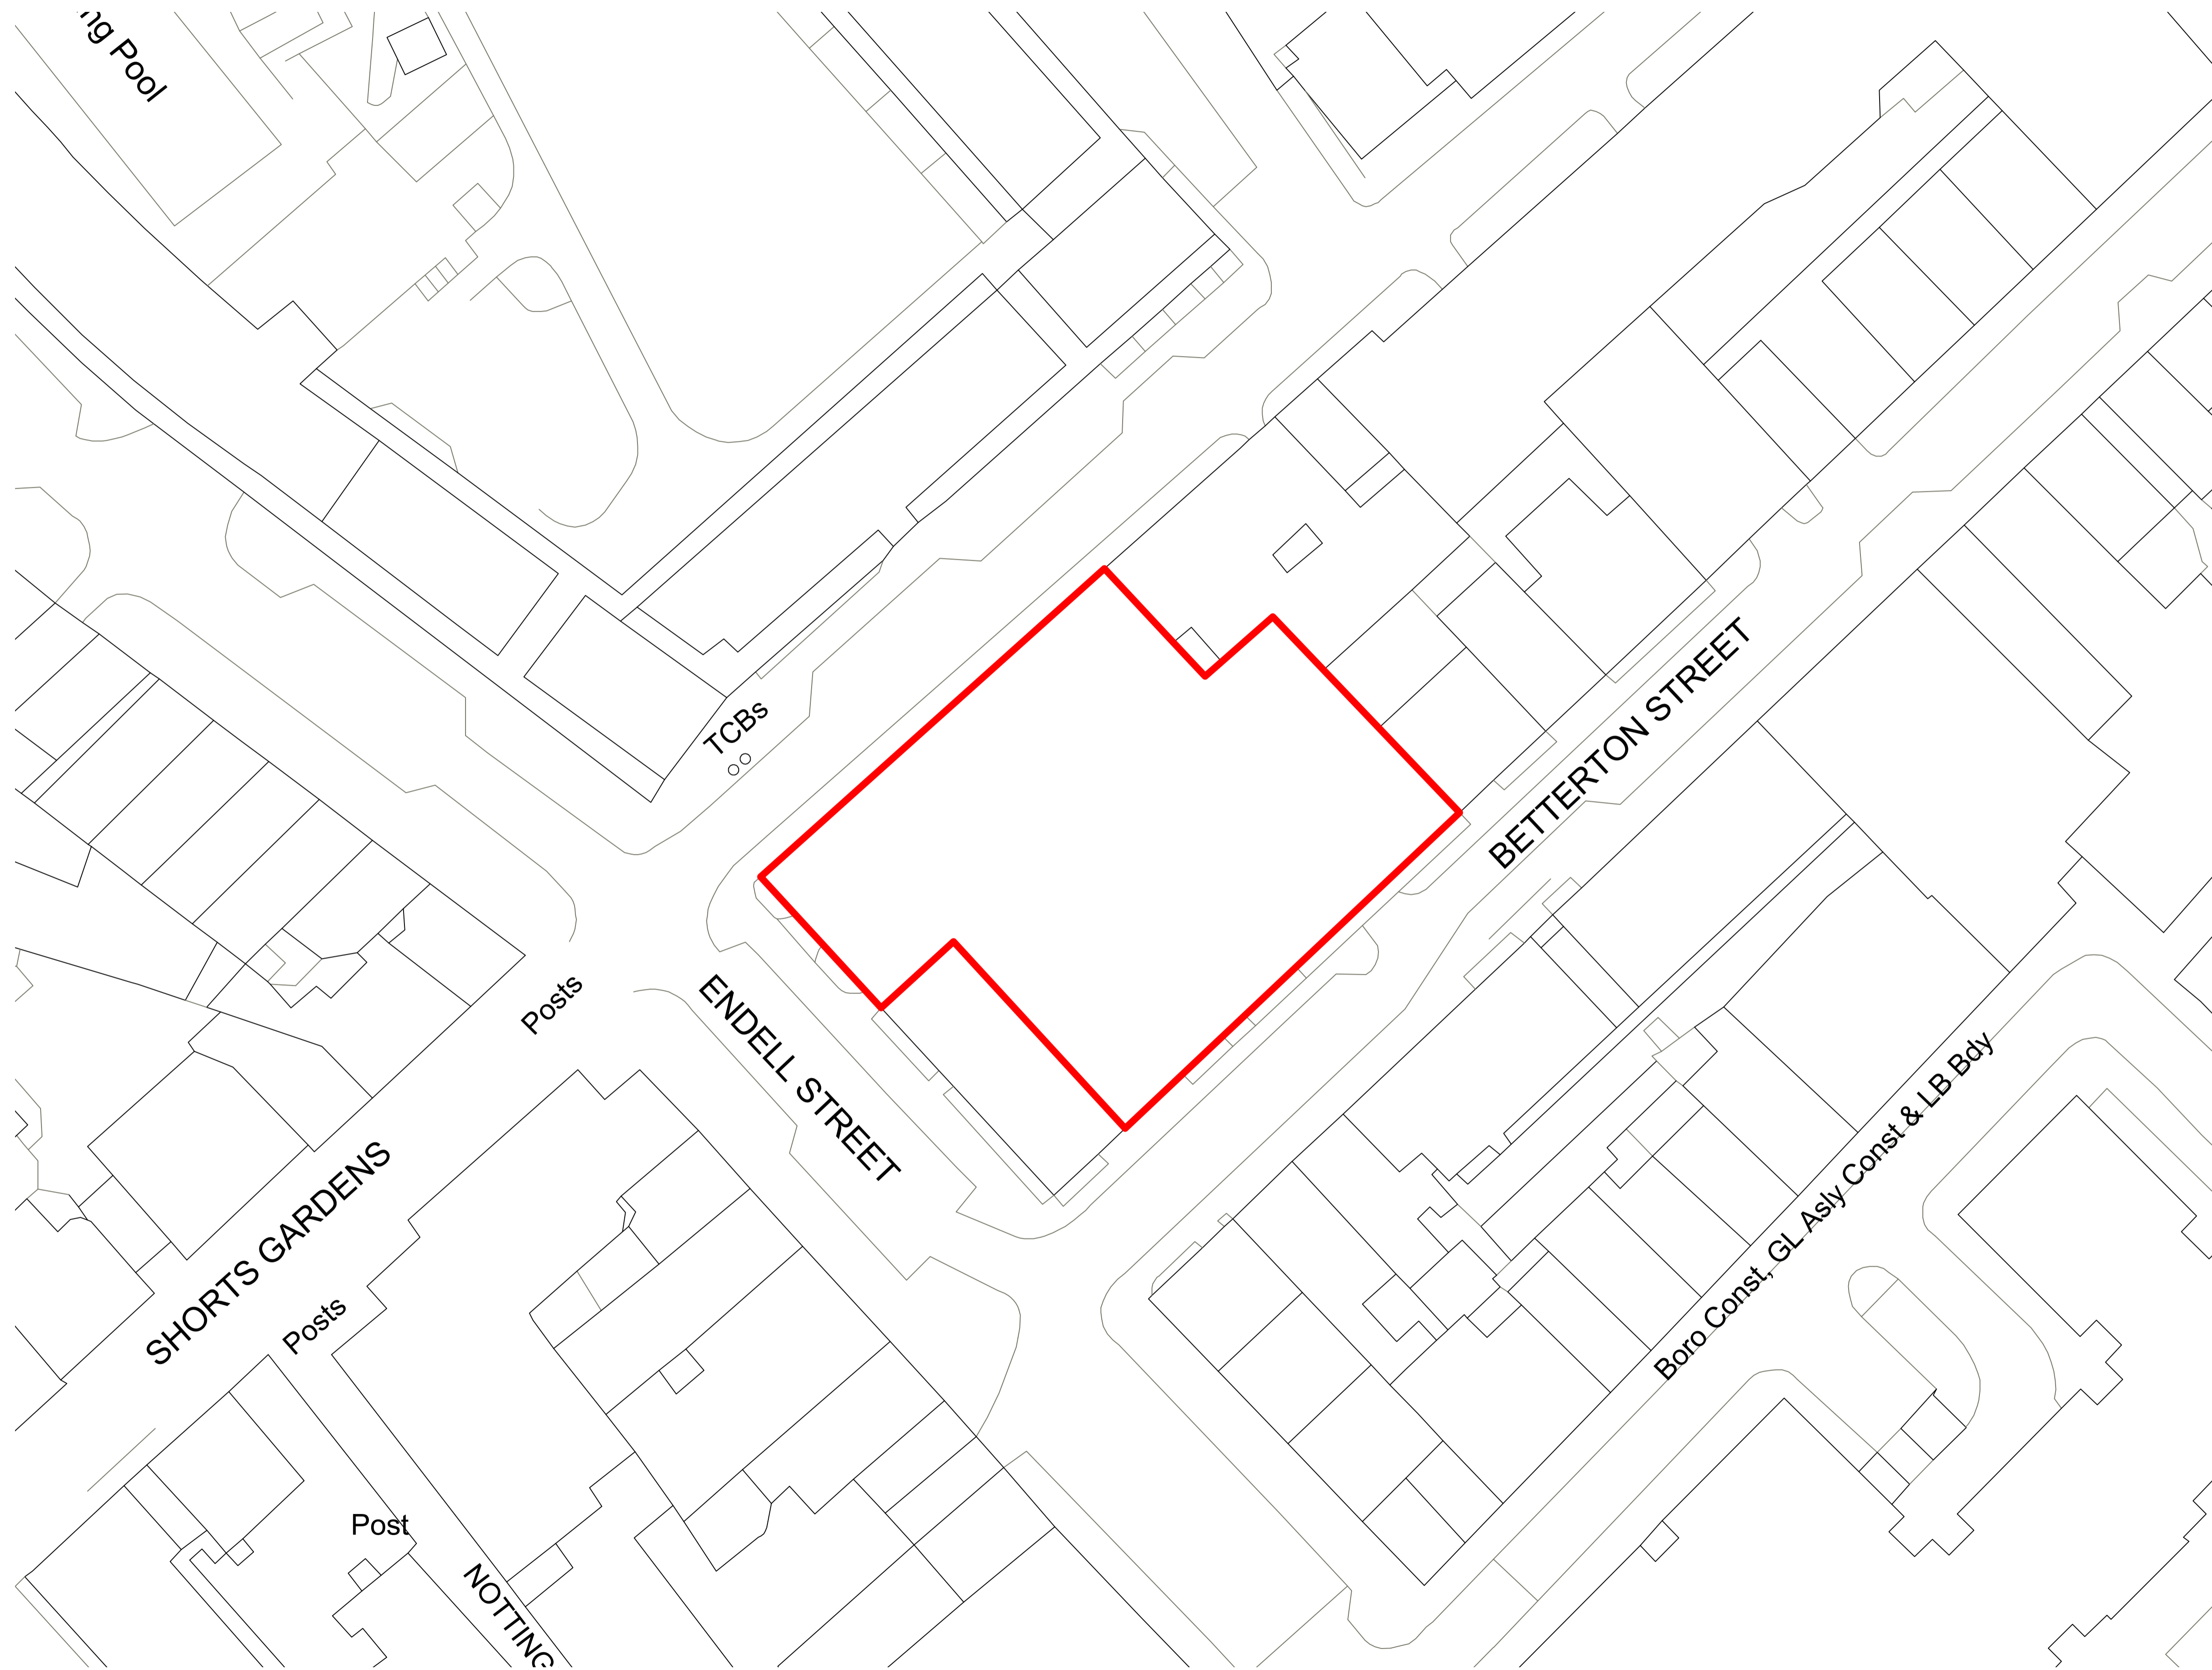 ng Pool
TCBs
BETTERTON STREET
Posts
ENDELL STREET
SHORTS GARDENS
Posts
Boro Const, GL Asly Const & LB Bdy
Post
NOTTING